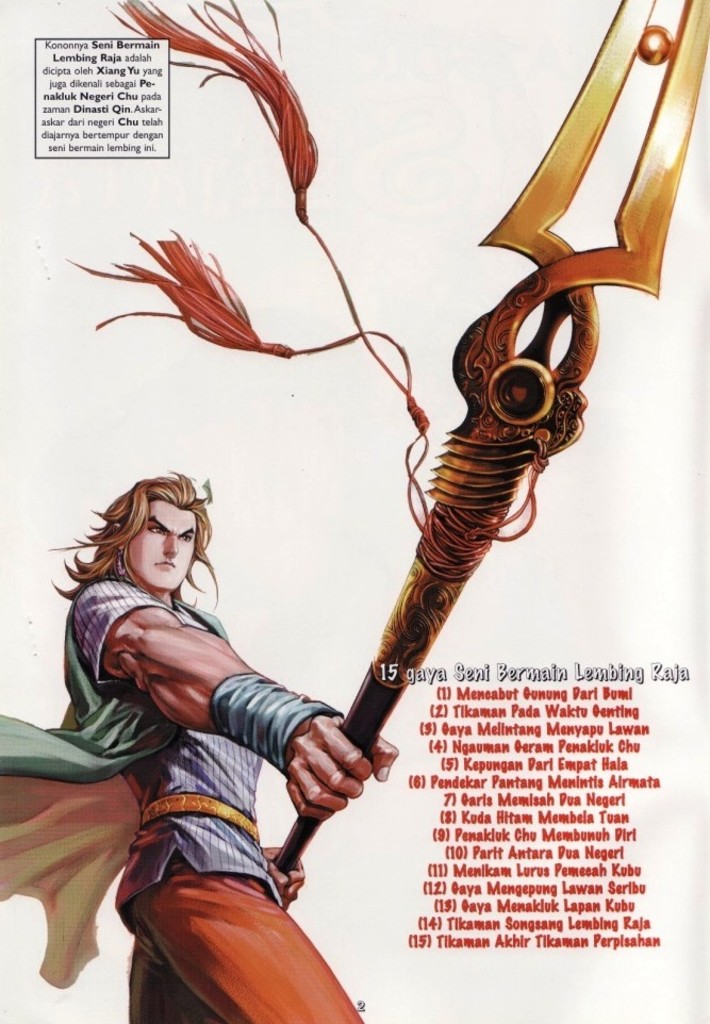 Kononnya Seni Bermain
Lembing Raja adalah
dicipta oleh Xiang Yu yang
juga dikenali sebagai Pe-
nakluk Negeri Chu pada
zaman Dinasti Qin. Askar-
askar dari negeri Chu telah
diajarnya bertempur dengan
seni bermain lembing ini.
15 gaya Seni Bermain Lembing Raja
(1) Mencabut Gunung Dari Bumi
(2) Tikaman Pada Waktu Genting
(3) Gaya Melintang Menyapu Lawan
(4) Ngauman Geram Penakluk Chu
(5) Kepungan Dari Empat Hala
(6) Pendekar Pantang Menintis Airmata
7) Garis Memisah Dua Negeri
(8) Kuda Hitam Membela Tuan
(9) Penakluk Chu Membunuh Diri
(10) Parit Antara Dua Negeri
(11) Menikam Lurus Pemecah Kubu
(12) Gaya Mengepung Lawan Seribu
(13) Gaya Menakluk Lapan Kubu
(14) Tikaman Songsang Lembing Raja
(15) Tikaman Akhir Tikaman Perpisahan
2